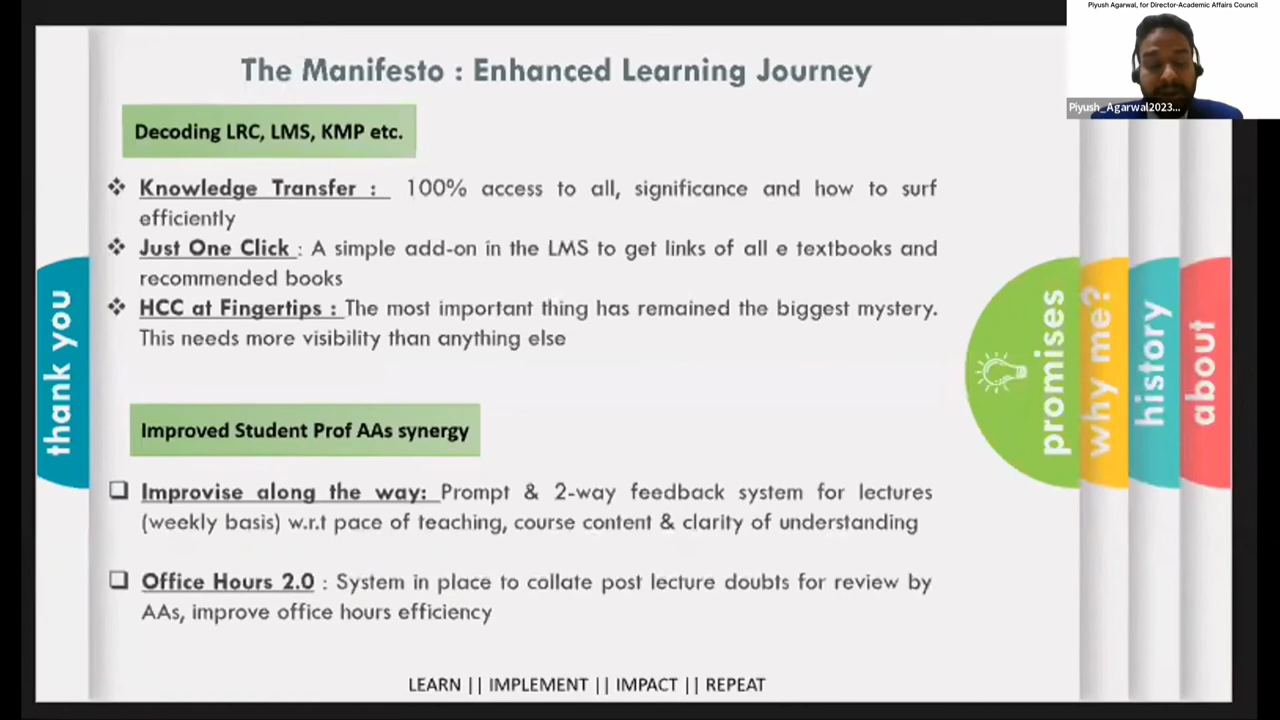 Piyush Agarwal, for Director-Academic Affairs Council
Piyush_Agarwal2023...
The Manifesto : Enhanced Learning Journey
Decoding LRC, LMS, KMP etc.
Knowledge Transfer : 100% access to all, significance and how to surf
efficiently
Just One Click : A simple add-on in the LMS to get links of all e textbooks and
recommended books
HCC at Fingertips : The most important thing has remained the biggest mystery.
This needs more visibility than anything else
Improved Student Prof AAs synergy
Improvise along the way: Prompt & 2-way feedback system for lectures
(weekly basis) w.r.t pace of teaching, course content & clarity of understanding
Office Hours 2.0 : System in place to collate post lecture doubts for review by
AAs, improve office hours efficiency
LEARN || IMPLEMENT || IMPACT || REPEAT
thank you
promises
why me?
history
about